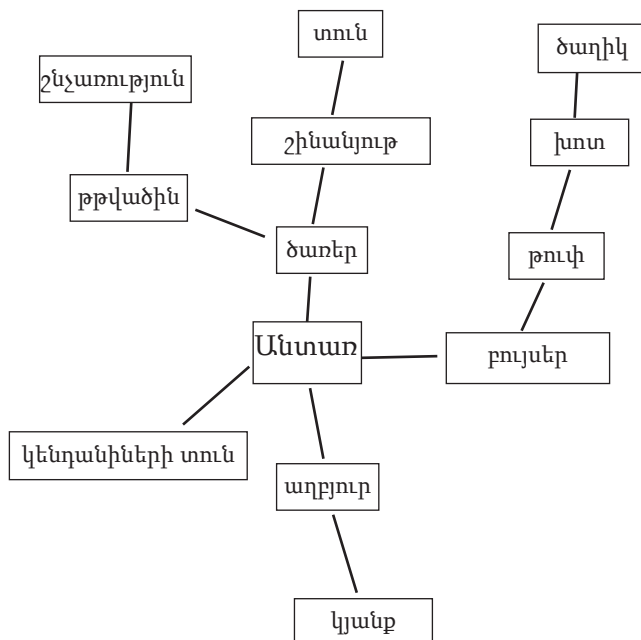 տուն
ծաղիկ
շնչառություն
շինանյութ
խոտ
թթվածին
ծառեր
թուփ
Անտառ
բույսեր
կենդանիների տուն
աղբյուր
կյանք